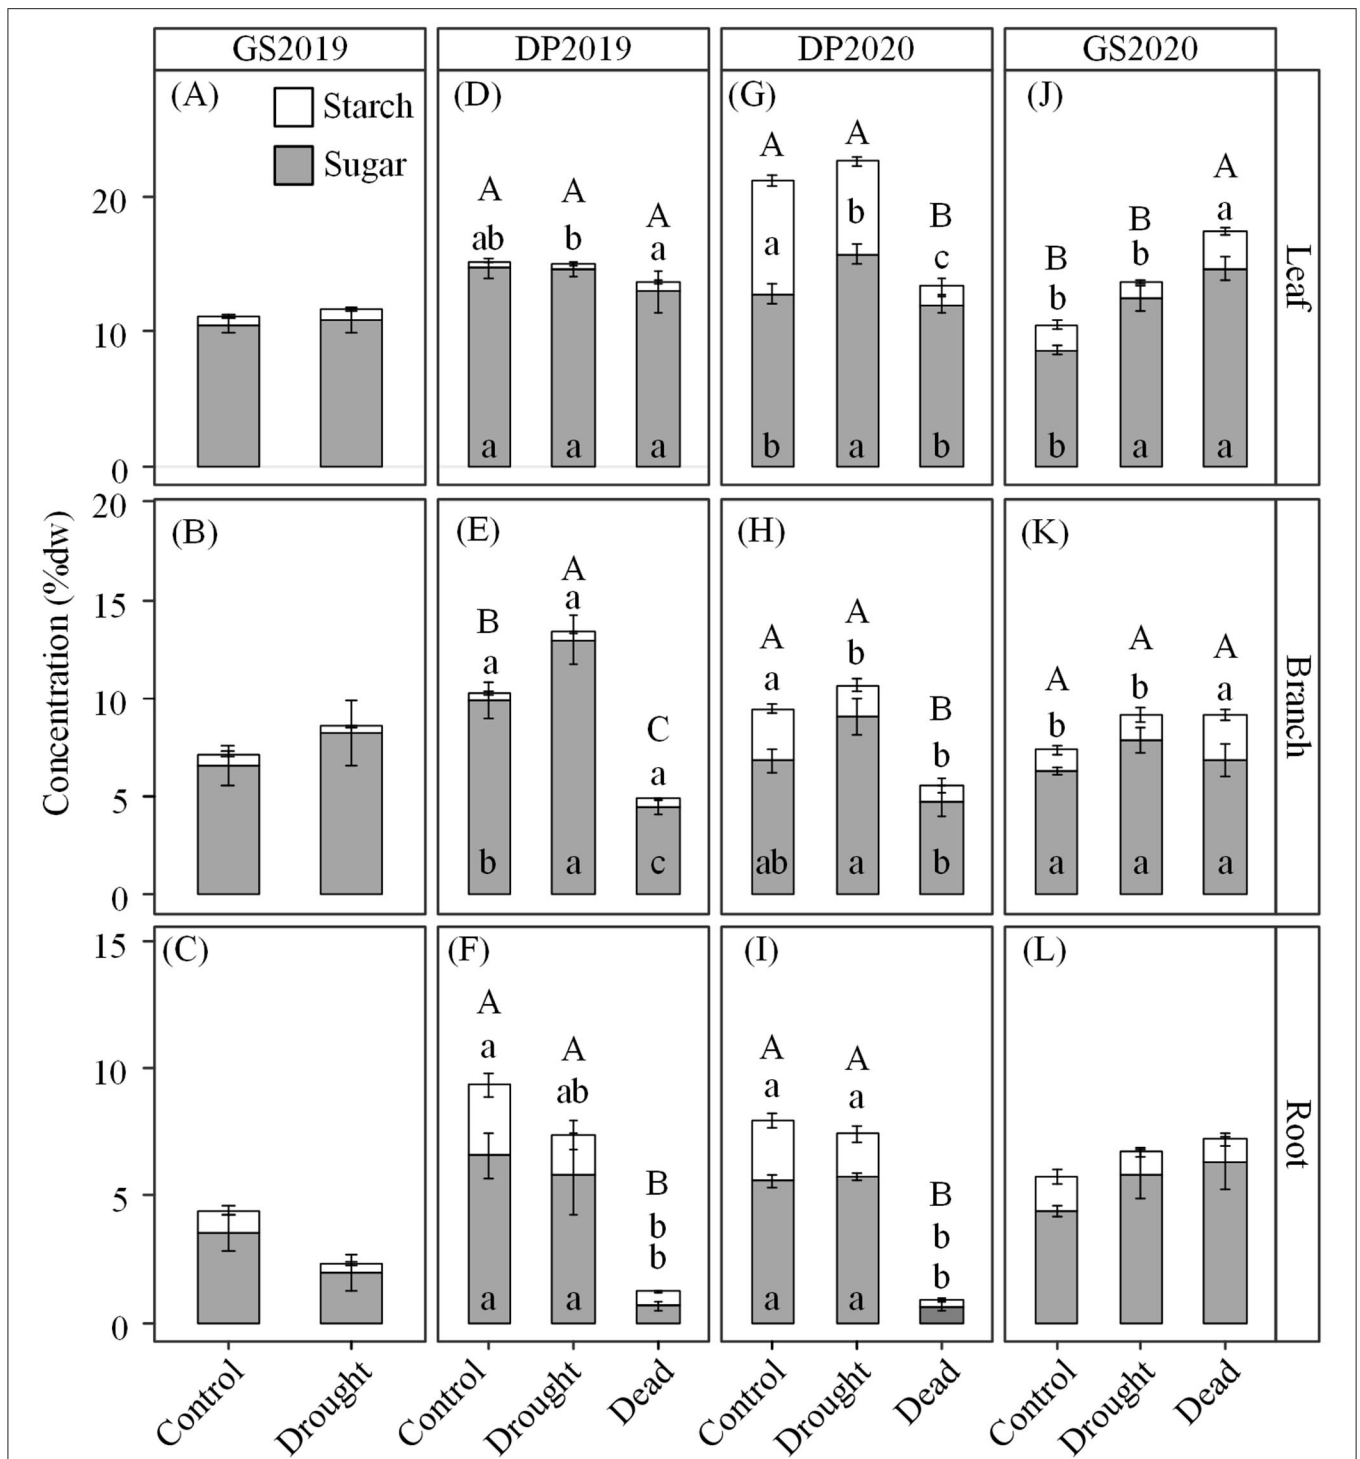 GS2019 DP2019 DP2020 GS2020
(A) Starch Sugar
(D) A A A
ab b a
a a a
(G) A A B
a b c
b a b
(J) B B A
b b a
b a a
Leaf
20
10
0
(B)
(E) B A C
a a a
b a c
(H) A A B
a b b
ab a b
(K) A A A
b b a
a a a
Branch
20
15
10
5
0
(C)
(F) A A B
a ab b
a a b
(I) A A B
a a b
a a b
(L)
Root
15
10
5
0
Concentration (%dw)
Control Drought Control Drought Dead Control Drought Dead Control Drought Dead